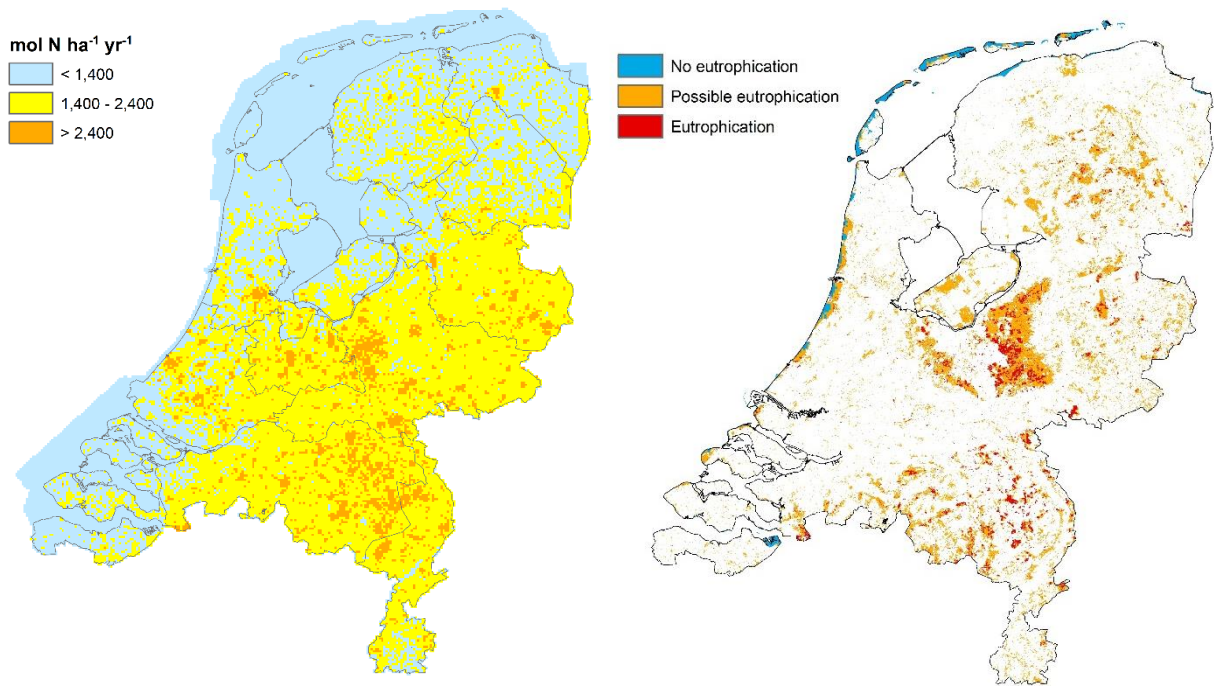 mol N ha⁻¹ yr⁻¹
< 1,400
1,400 - 2,400
> 2,400
No eutrophication
Possible eutrophication
Eutrophication